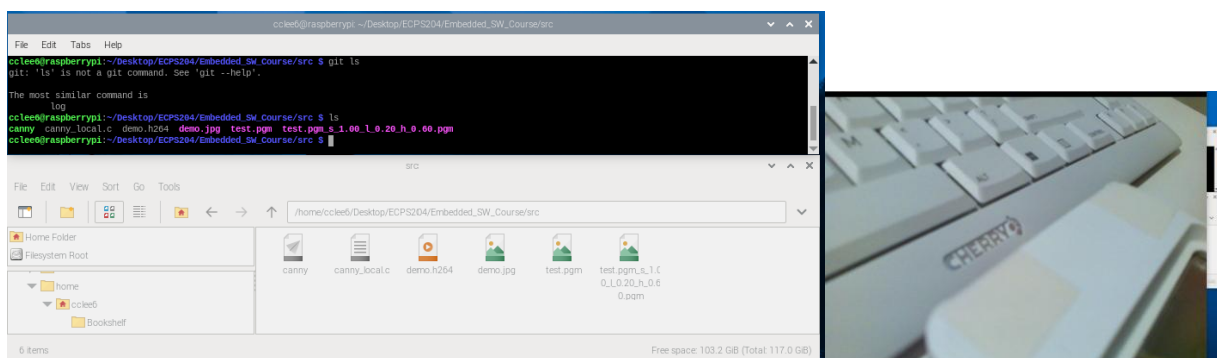 cclee6@raspberrypi: ~/Desktop/ECPS204/Embedded_SW_Course/src
File Edit Tabs Help
cclee6@raspberrypi:~/Desktop/ECPS204/Embedded_SW_Course/src $ git ls
git: 'ls' is not a git command. See 'git --help'.
The most similar command is
log
cclee6@raspberrypi:~/Desktop/ECPS204/Embedded_SW_Course/src $ ls
canny canny_local.c demo.h264 demo.jpg test.pgm test.pgm_s_1.00_l_0.20_h_0.60.pgm
cclee6@raspberrypi:~/Desktop/ECPS204/Embedded_SW_Course/src $
src
File Edit View Sort Go Tools
/home/cclee6/Desktop/ECPS204/Embedded_SW_Course/src
Home Folder
Filesystem Root
home
cclee6
Bookshelf
canny canny_local.c demo.h264 demo.jpg test.pgm test.pgm_s_1.0
0_l_0.20_h_0.6
0.pgm
6 items
Free space: 103.2 GiB (Total: 117.0 GiB)
ALT
CHERRY